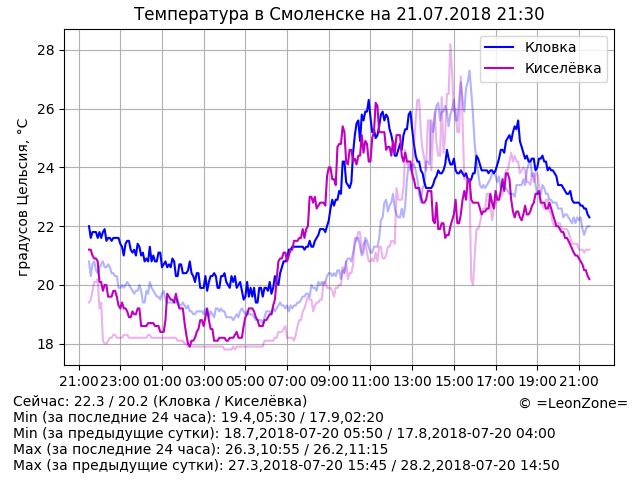 Температура в Смоленске на 21.07.2018 21:30
Кловка
Киселёвка
градусов Цельсия, °C
28
26
24
22
20
18
21:00 23:00 01:00 03:00 05:00 07:00 09:00 11:00 13:00 15:00 17:00 19:00 21:00
Сейчас: 22.3 / 20.2 (Кловка / Киселёвка)
© =LeonZone=
Min (за последние 24 часа): 19.4,05:30 / 17.9,02:20
Min (за предыдущие сутки): 18.7,2018-07-20 05:50 / 17.8,2018-07-20 04:00
Max (за последние 24 часа): 26.3,10:55 / 26.2,11:15
Max (за предыдущие сутки): 27.3,2018-07-20 15:45 / 28.2,2018-07-20 14:50